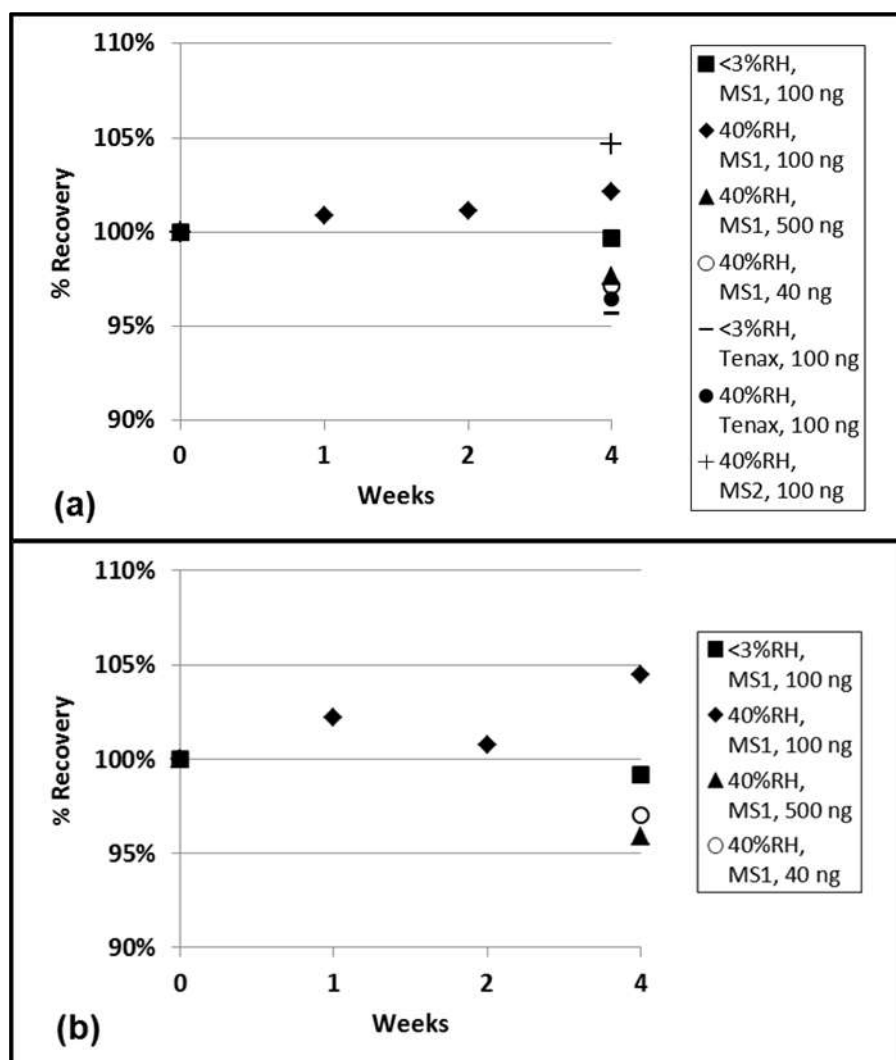 110%
105%
100%
95%
90%
% Recovery
0
1
2
4
Weeks
(a)
<3%RH,
MS1, 100 ng
40%RH,
MS1, 100 ng
40%RH,
MS1, 500 ng
40%RH,
MS1, 40 ng
<3%RH,
Tenax, 100 ng
40%RH,
Tenax, 100 ng
40%RH,
MS2, 100 ng
110%
105%
100%
95%
90%
% Recovery
0
1
2
4
Weeks
(b)
<3%RH,
MS1, 100 ng
40%RH,
MS1, 100 ng
40%RH,
MS1, 500 ng
40%RH,
MS1, 40 ng